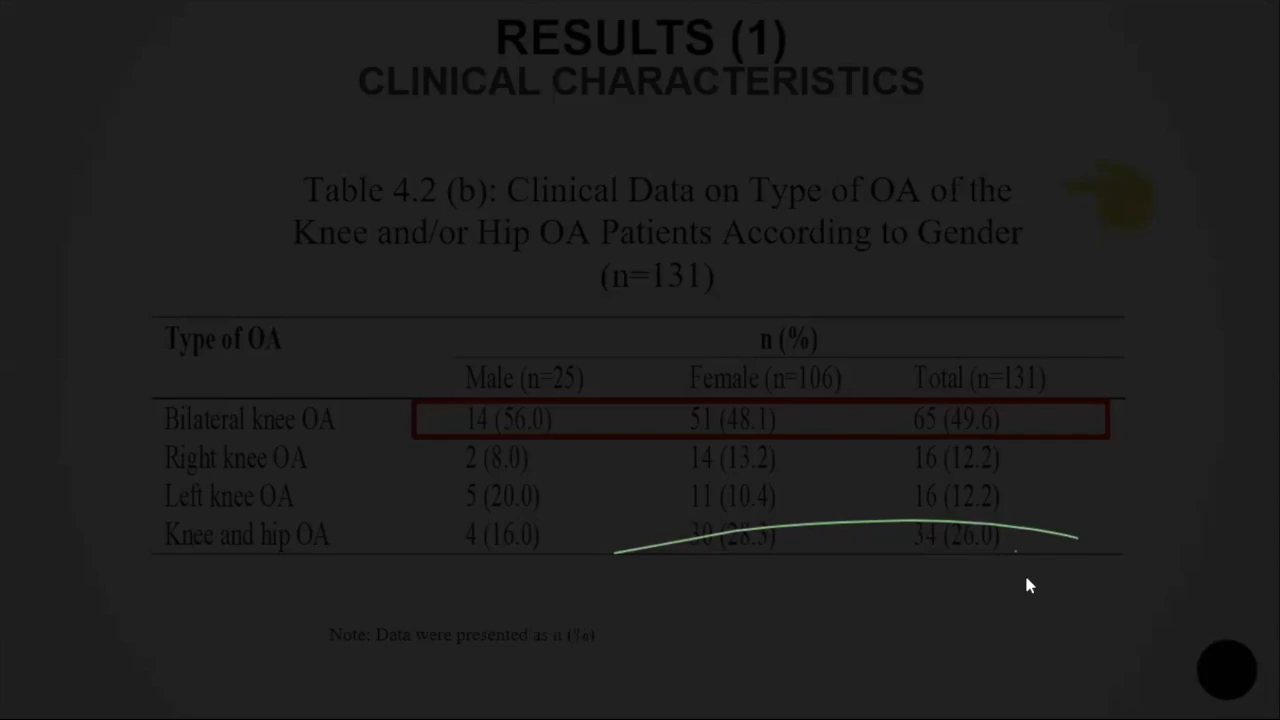 RESULTS (1)
CLINICAL CHARACTERISTICS
Table 4.2 (b): Clinical Data on Type of OA of the
Knee and/or Hip OA Patients According to Gender
(n=131)
Type of OA n (%)
Male (n=25) Female (n=106) Total (n=131)
Bilateral knee OA 14 (56.0) 51 (48.1) 65 (49.6)
Right knee OA 2 (8.0) 14 (13.2) 16 (12.2)
Left knee OA 5 (20.0) 11 (10.4) 16 (12.2)
Knee and hip OA 4 (16.0) 30 (28.3) 34 (26.0)
Note: Data were presented as n (%)